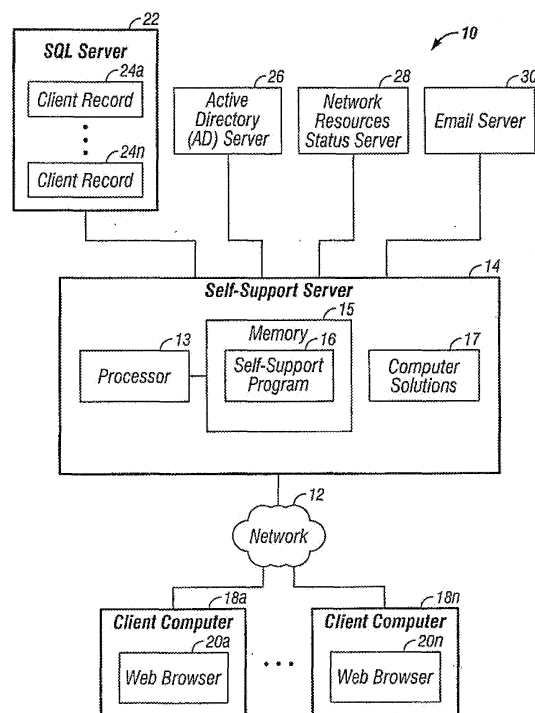 10
22
SQL Server
24a
Client Record
24n
Client Record
26
Active
Directory
(AD) Server
28
Network
Resources
Status Server
30
Email Server
14
Self-Support Server
13
Processor
15
Memory
16
Self-Support
Program
17
Computer
Solutions
12
Network
18a
Client Computer
20a
Web Browser
18n
Client Computer
20n
Web Browser